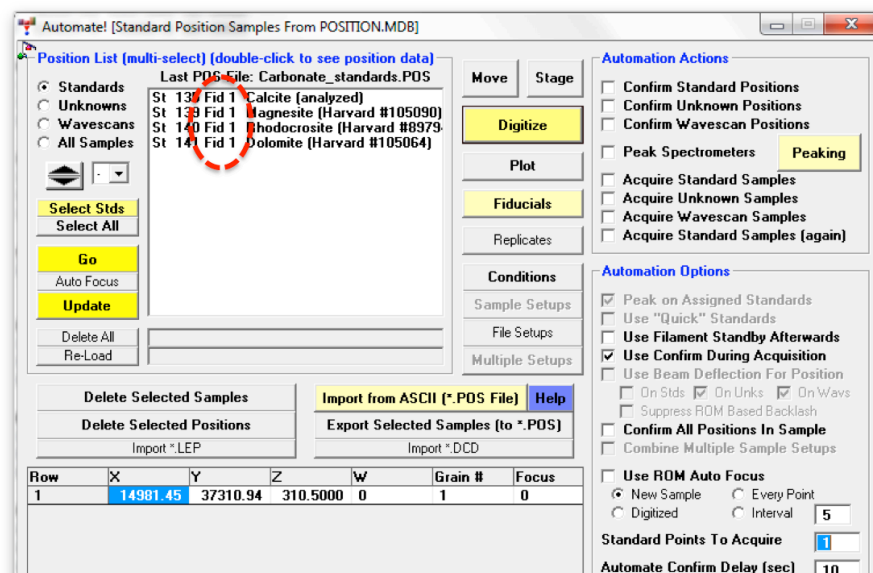 Automate! [Standard Position Samples From POSITION.MDB]
Position List (multi-select) (double-click to see position data)
Last POS File: Carbonate_standards.POS
Standards
Unknowns
Wavescans
All Samples
St 138 Fid 1 Calcite (analyzed)
St 139 Fid 1 Magnesite (Harvard #105090)
St 140 Fid 1 Rhodocrosite (Harvard #8979
St 141 Fid 1 Dolomite (Harvard #105064)
-
Select Stds
Select All
Go
Auto Focus
Update
Delete All
Re-Load
Move
Stage
Digitize
Plot
Fiducials
Replicates
Conditions
Sample Setups
File Setups
Multiple Setups
Delete Selected Samples
Import from ASCII (*.POS File)
Help
Delete Selected Positions
Export Selected Samples (to *.POS)
Import *.LEP
Import *.DCD
Row X Y Z W Grain # Focus
1 14981.45 37310.94 310.5000 0 1 0
Automation Actions
Confirm Standard Positions
Confirm Unknown Positions
Confirm Wavescan Positions
Peak Spectrometers
Peaking
Acquire Standard Samples
Acquire Unknown Samples
Acquire Wavescan Samples
Acquire Standard Samples (again)
Automation Options
Peak on Assigned Standards
Use "Quick" Standards
Use Filament Standby Afterwards
Use Confirm During Acquisition
Use Beam Deflection For Position
On Stds On Unks On Wavs
Suppress ROM Based Backlash
Confirm All Positions In Sample
Combine Multiple Sample Setups
Use ROM Auto Focus
New Sample Every Point
Digitized Interval 5
Standard Points To Acquire 1
Automate Confirm Delay (sec) 10